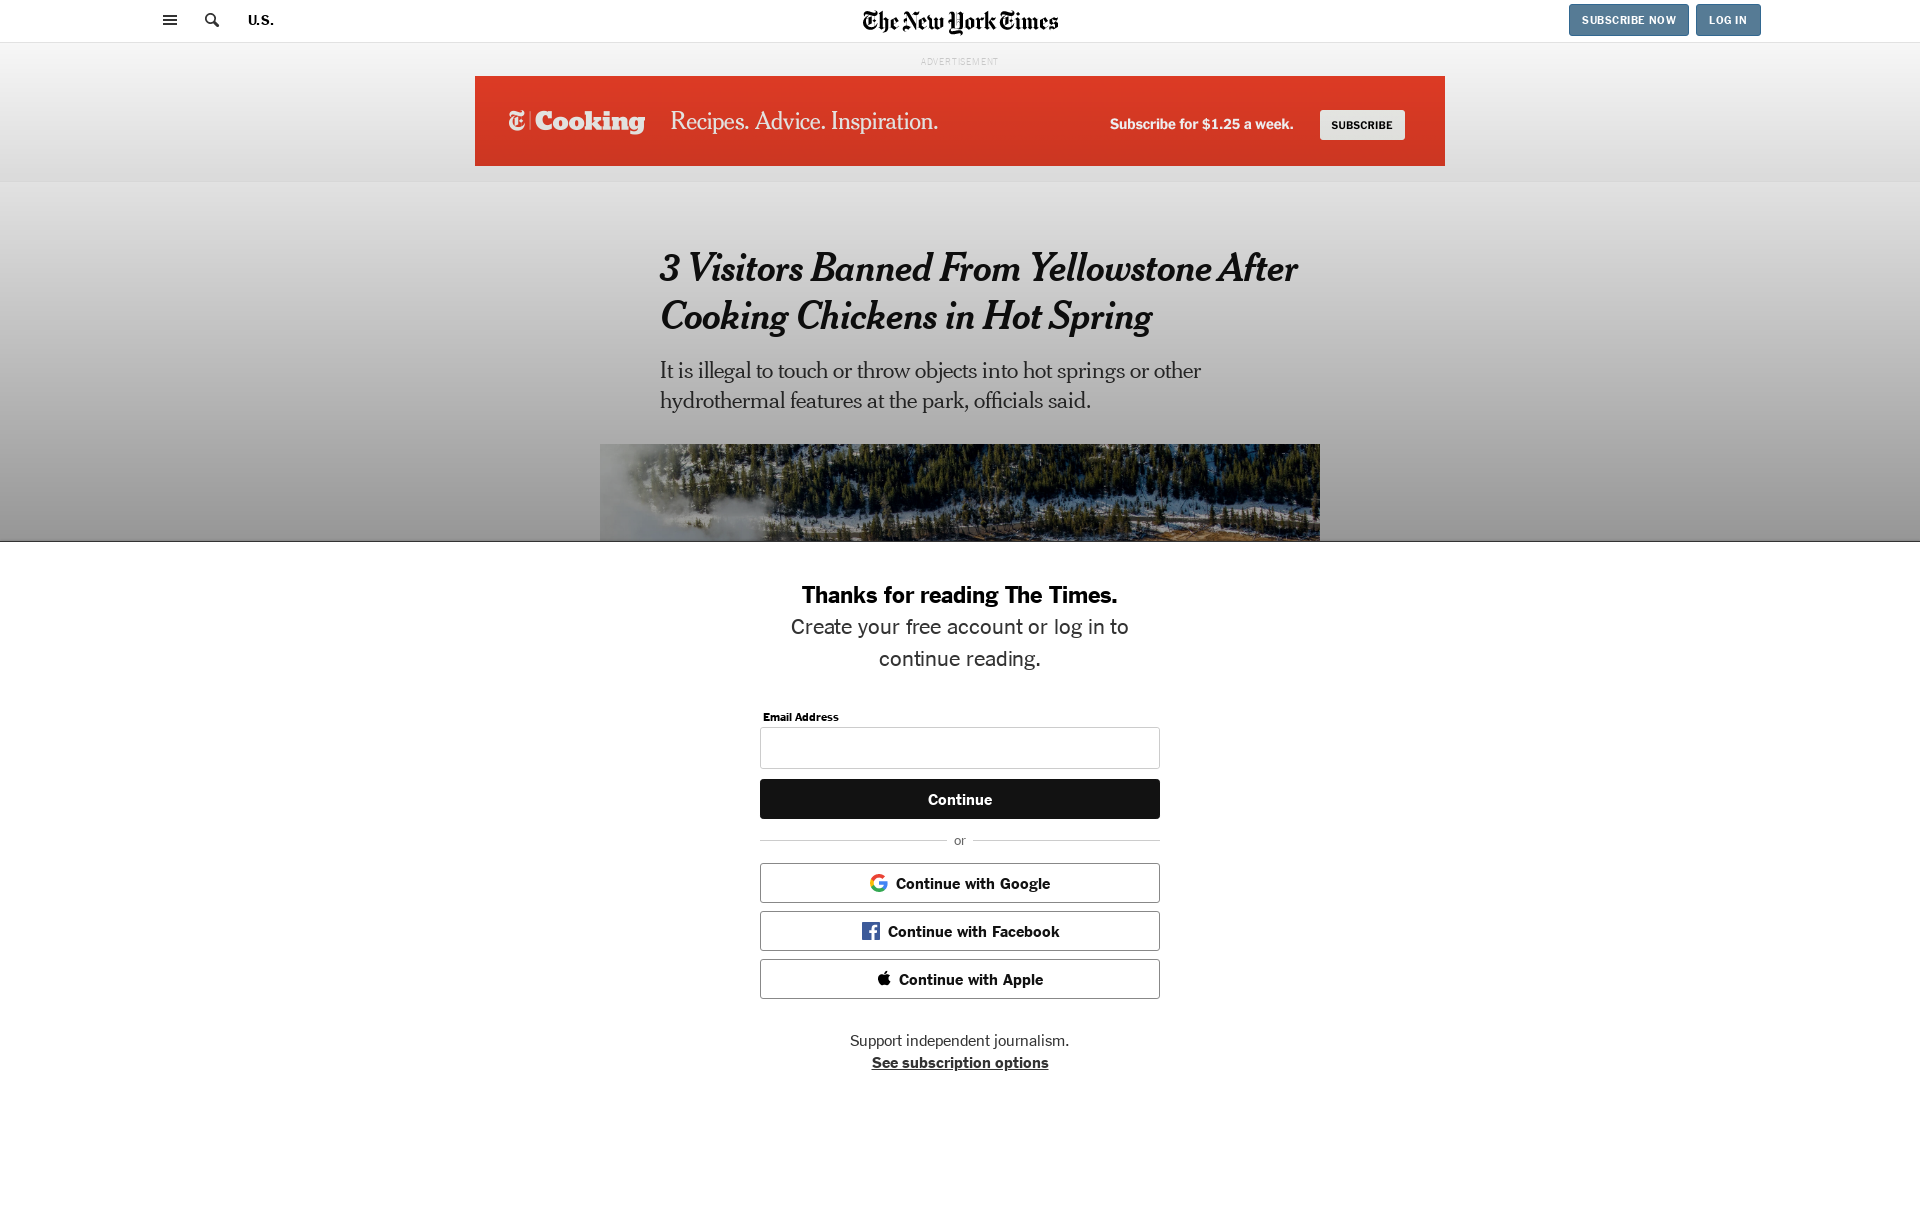 U.S.
The New York Times
SUBSCRIBE NOW
LOG IN
ADVERTISEMENT
Cooking
Recipes. Advice. Inspiration.
Subscribe for $1.25 a week.
SUBSCRIBE
3 Visitors Banned From Yellowstone After
Cooking Chickens in Hot Spring
It is illegal to touch or throw objects into hot springs or other
hydrothermal features at the park, officials said.
Thanks for reading The Times.
Create your free account or log in to
continue reading.
Email Address
Continue
or
Continue with Google
Continue with Facebook
Continue with Apple
Support independent journalism.
See subscription options